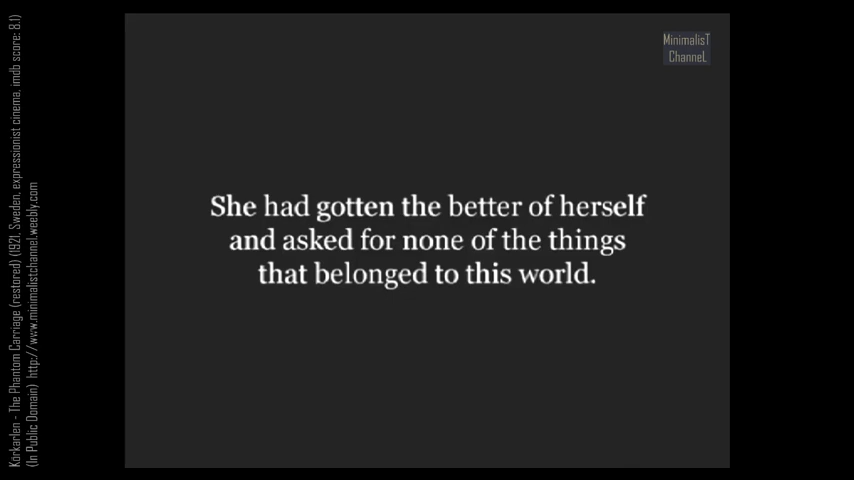 Körkarlen - The Phantom Carriage (restored) (1921, Sweden, expressionist cinema, imdb score: 8.1)
(In Public Domain) http://www.minimalistchannel.weebly.com
MinimalisT
ChanneL
She had gotten the better of herself
and asked for none of the things
that belonged to this world.